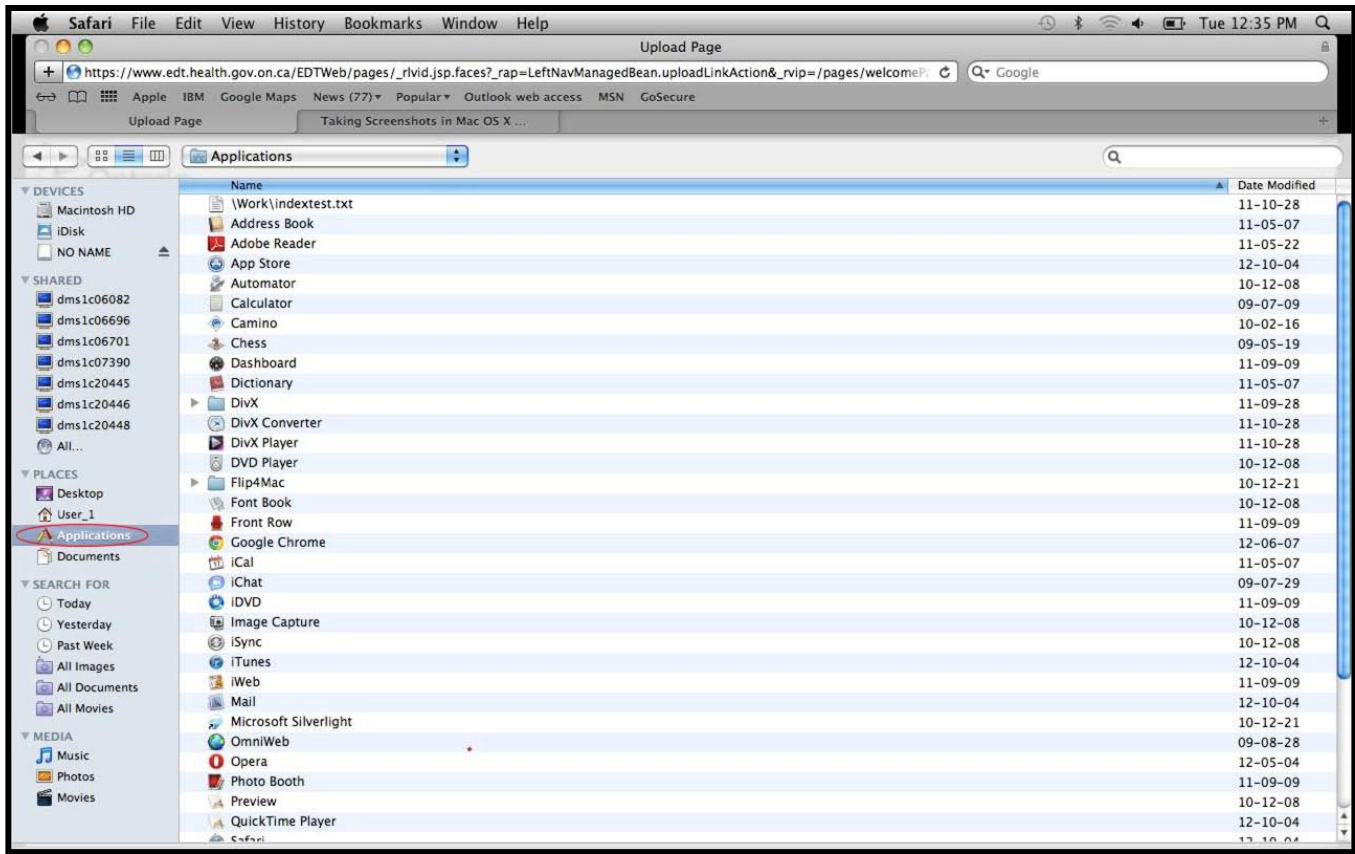 Safari File Edit View History Bookmarks Window Help Tue 12:35 PM
Upload Page
https://www.edt.health.gov.on.ca/EDTWeb/pages/_rlvid.jsp.faces?_rap=LeftNavManagedBean.uploadLinkAction&_rvip=/pages/welcomeP Google
Apple IBM Google Maps News (77) Popular Outlook web access MSN GoSecure
Upload Page Taking Screenshots in Mac OS X ...
Applications
Name Date Modified
DEVICES
Macintosh HD
iDisk
NO NAME
SHARED
dms1c06082
dms1c06696
dms1c06701
dms1c07390
dms1c20445
dms1c20446
dms1c20448
All...
PLACES
Desktop
User_1
Applications
Documents
SEARCH FOR
Today
Yesterday
Past Week
All Images
All Documents
All Movies
MEDIA
Music
Photos
Movies
\Work\indextest.txt 11-10-28
Address Book 11-05-07
Adobe Reader 11-05-22
App Store 12-10-04
Automator 10-12-08
Calculator 09-07-09
Camino 10-02-16
Chess 09-05-19
Dashboard 11-09-09
Dictionary 11-05-07
DivX 11-09-28
DivX Converter 11-10-28
DivX Player 11-10-28
DVD Player 10-12-08
Flip4Mac 10-12-21
Font Book 10-12-08
Front Row 11-09-09
Google Chrome 12-06-07
iCal 11-05-07
iChat 09-07-29
iDVD 11-09-09
Image Capture 10-12-08
iSync 10-12-08
iTunes 12-10-04
iWeb 11-09-09
Mail 12-10-04
Microsoft Silverlight 10-12-21
OmniWeb 09-08-28
Opera 12-05-04
Photo Booth 11-09-09
Preview 10-12-08
QuickTime Player 12-10-04
Safari 12-10-04